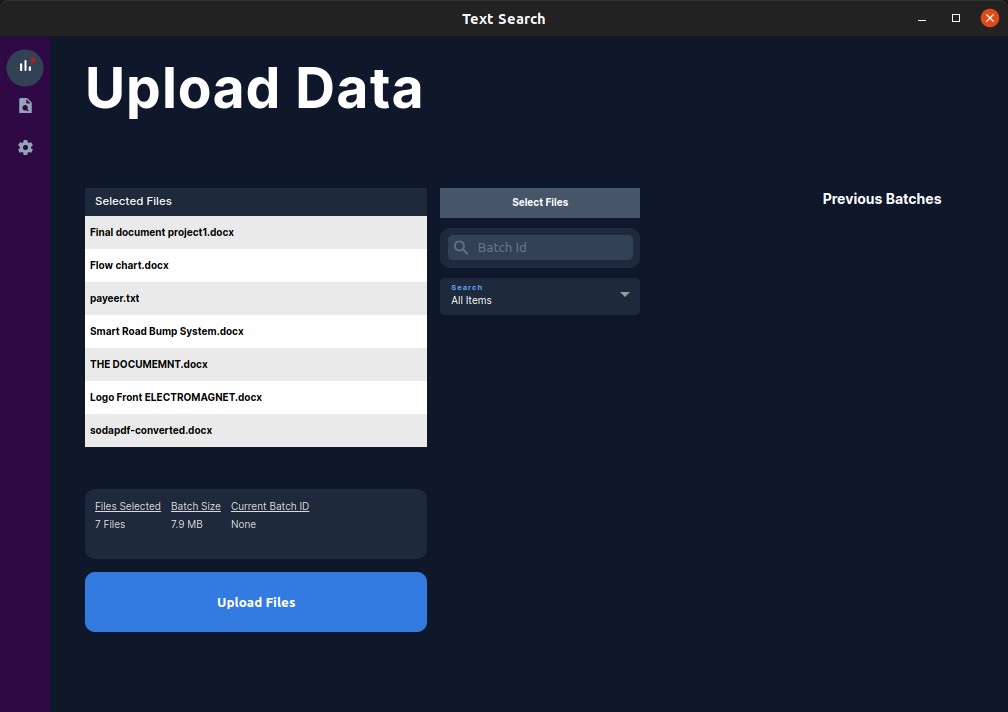 Text Search
Upload Data
Selected Files
Final document project1.docx
Flow chart.docx
payeer.txt
Smart Road Bump System.docx
THE DOCUMEMNT.docx
Logo Front ELECTROMAGNET.docx
sodapdf-converted.docx
Files Selected Batch Size Current Batch ID
7 Files 7.9 MB None
Upload Files
Select Files
Batch Id
Search
All Items
Previous Batches